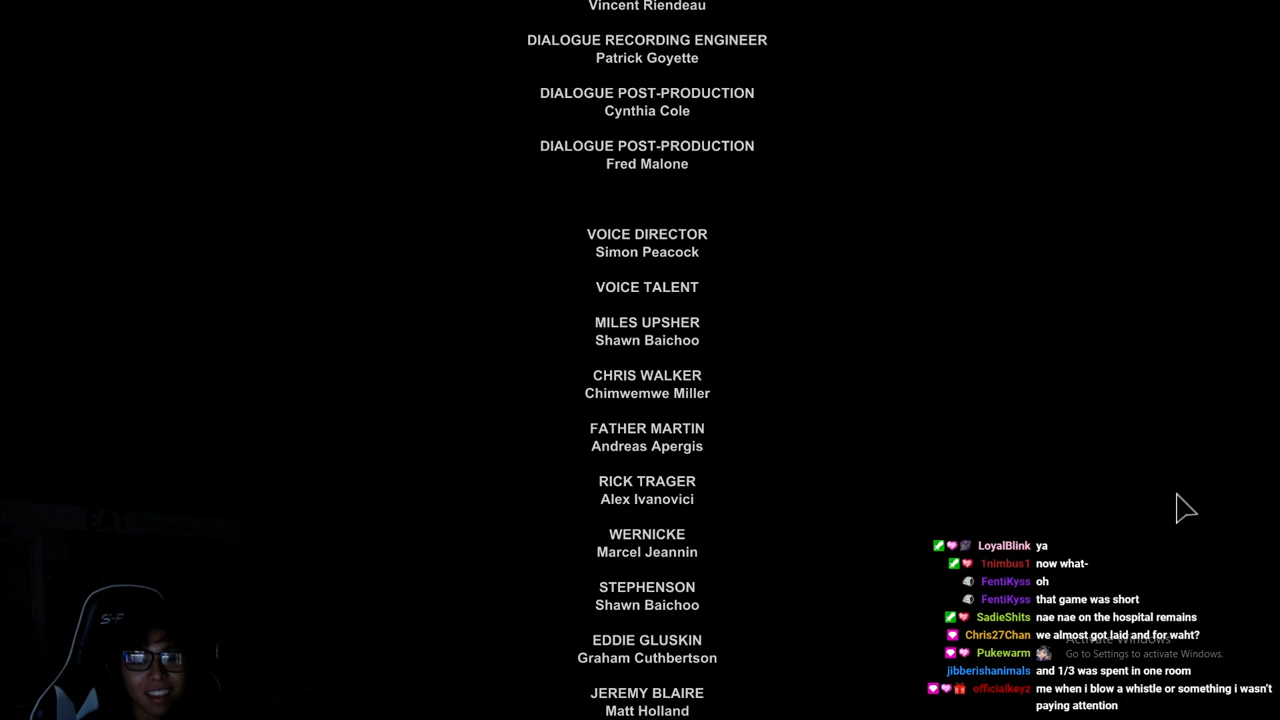 Vincent Riendeau
DIALOGUE RECORDING ENGINEER
Patrick Goyette
DIALOGUE POST-PRODUCTION
Cynthia Cole
DIALOGUE POST-PRODUCTION
Fred Malone
VOICE DIRECTOR
Simon Peacock
VOICE TALENT
MILES UPSHER
Shawn Baichoo
CHRIS WALKER
Chimwemwe Miller
FATHER MARTIN
Andreas Apergis
RICK TRAGER
Alex Ivanovici
WERNICKE
Marcel Jeannin
STEPHENSON
Shawn Baichoo
EDDIE GLUSKIN
Graham Cuthbertson
JEREMY BLAIRE
Matt Holland
LoyalBlink ya
1nimbus1 now what-
FentiKyss oh
FentiKyss that game was short
SadieShits nae nae on the hospital remains
Chris27Chan we almost got laid and for waht?
Activate Windows
Pukewarm
Go to Settings to activate Windows.
jibberishanimals and 1/3 was spent in one room
officialkeyz me when i blow a whistle or something i wasn't
paying attention